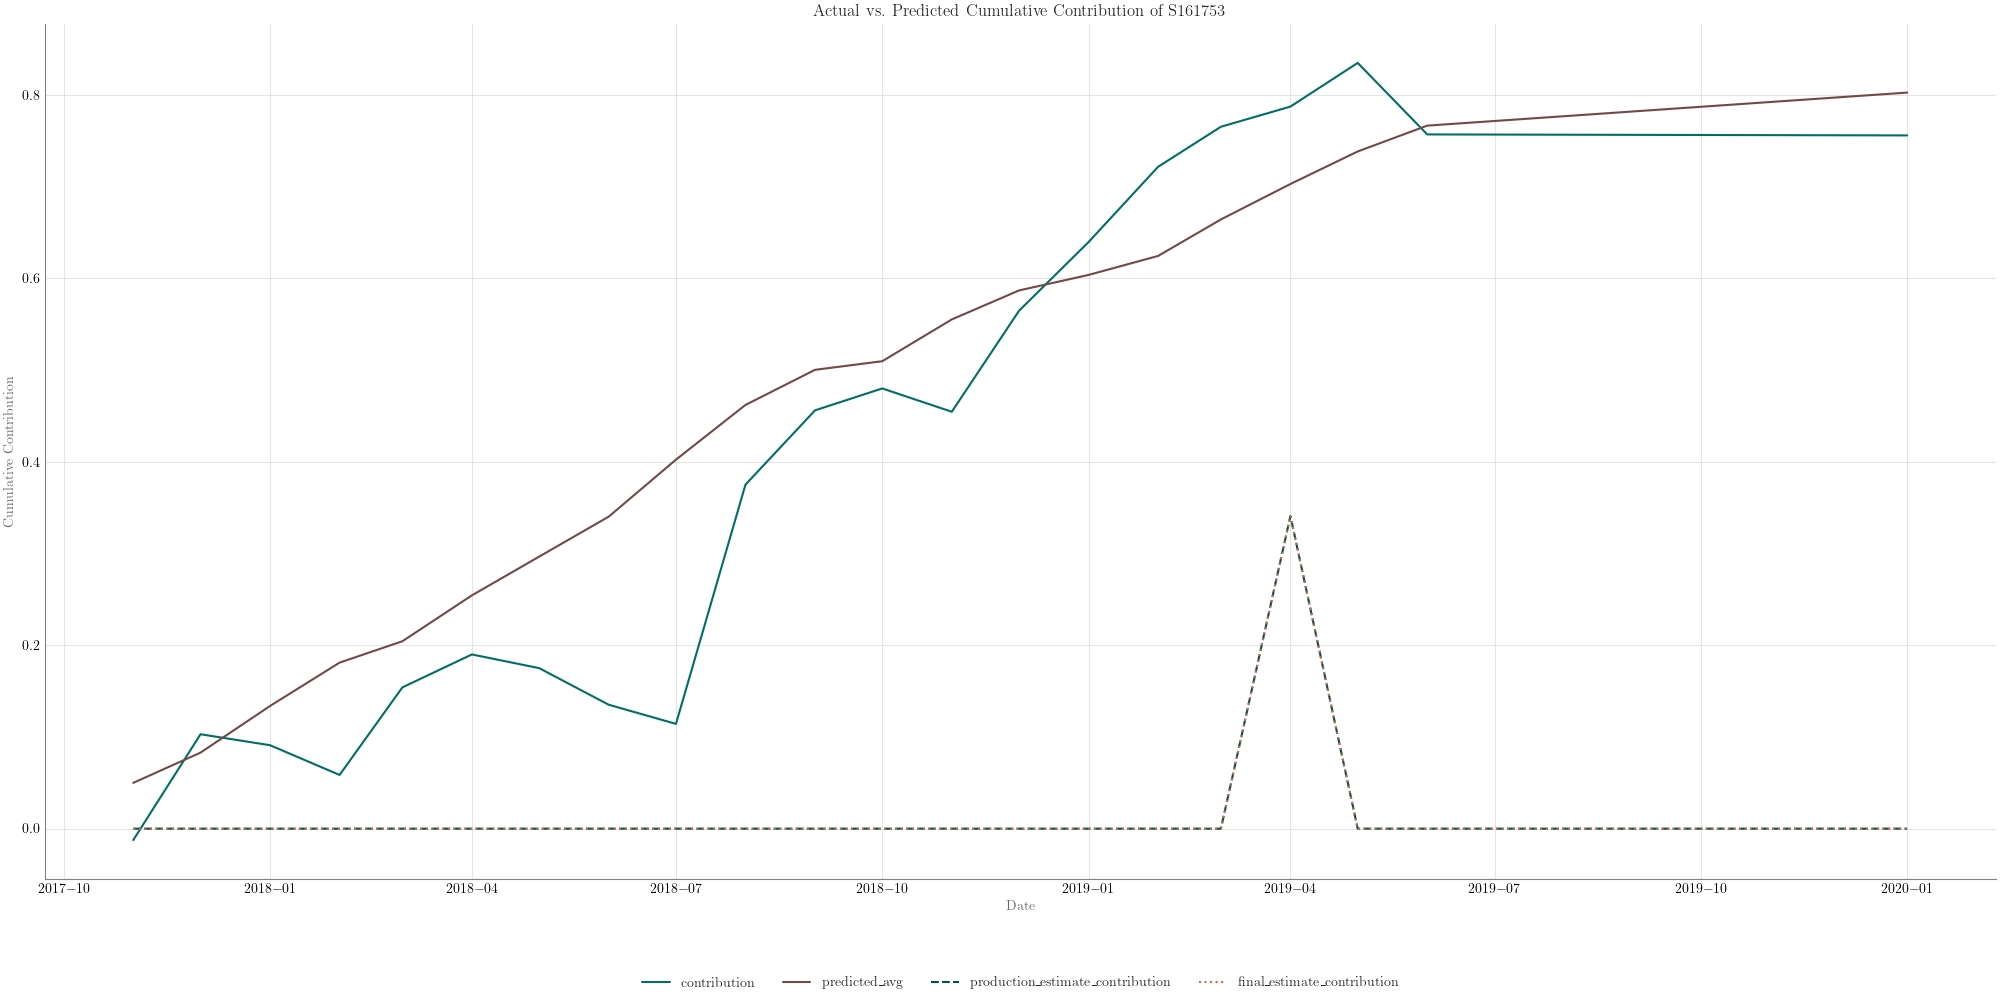 Actual vs. Predicted Cumulative Contribution of S161753
Cumulative Contribution
0.8
0.6
0.4
0.2
0.0
2017−10 2018−01 2018−04 2018−07 2018−10 2019−01 2019−04 2019−07 2019−10 2020−01
Date
contribution predicted_avg production_estimate_contribution final_estimate_contribution